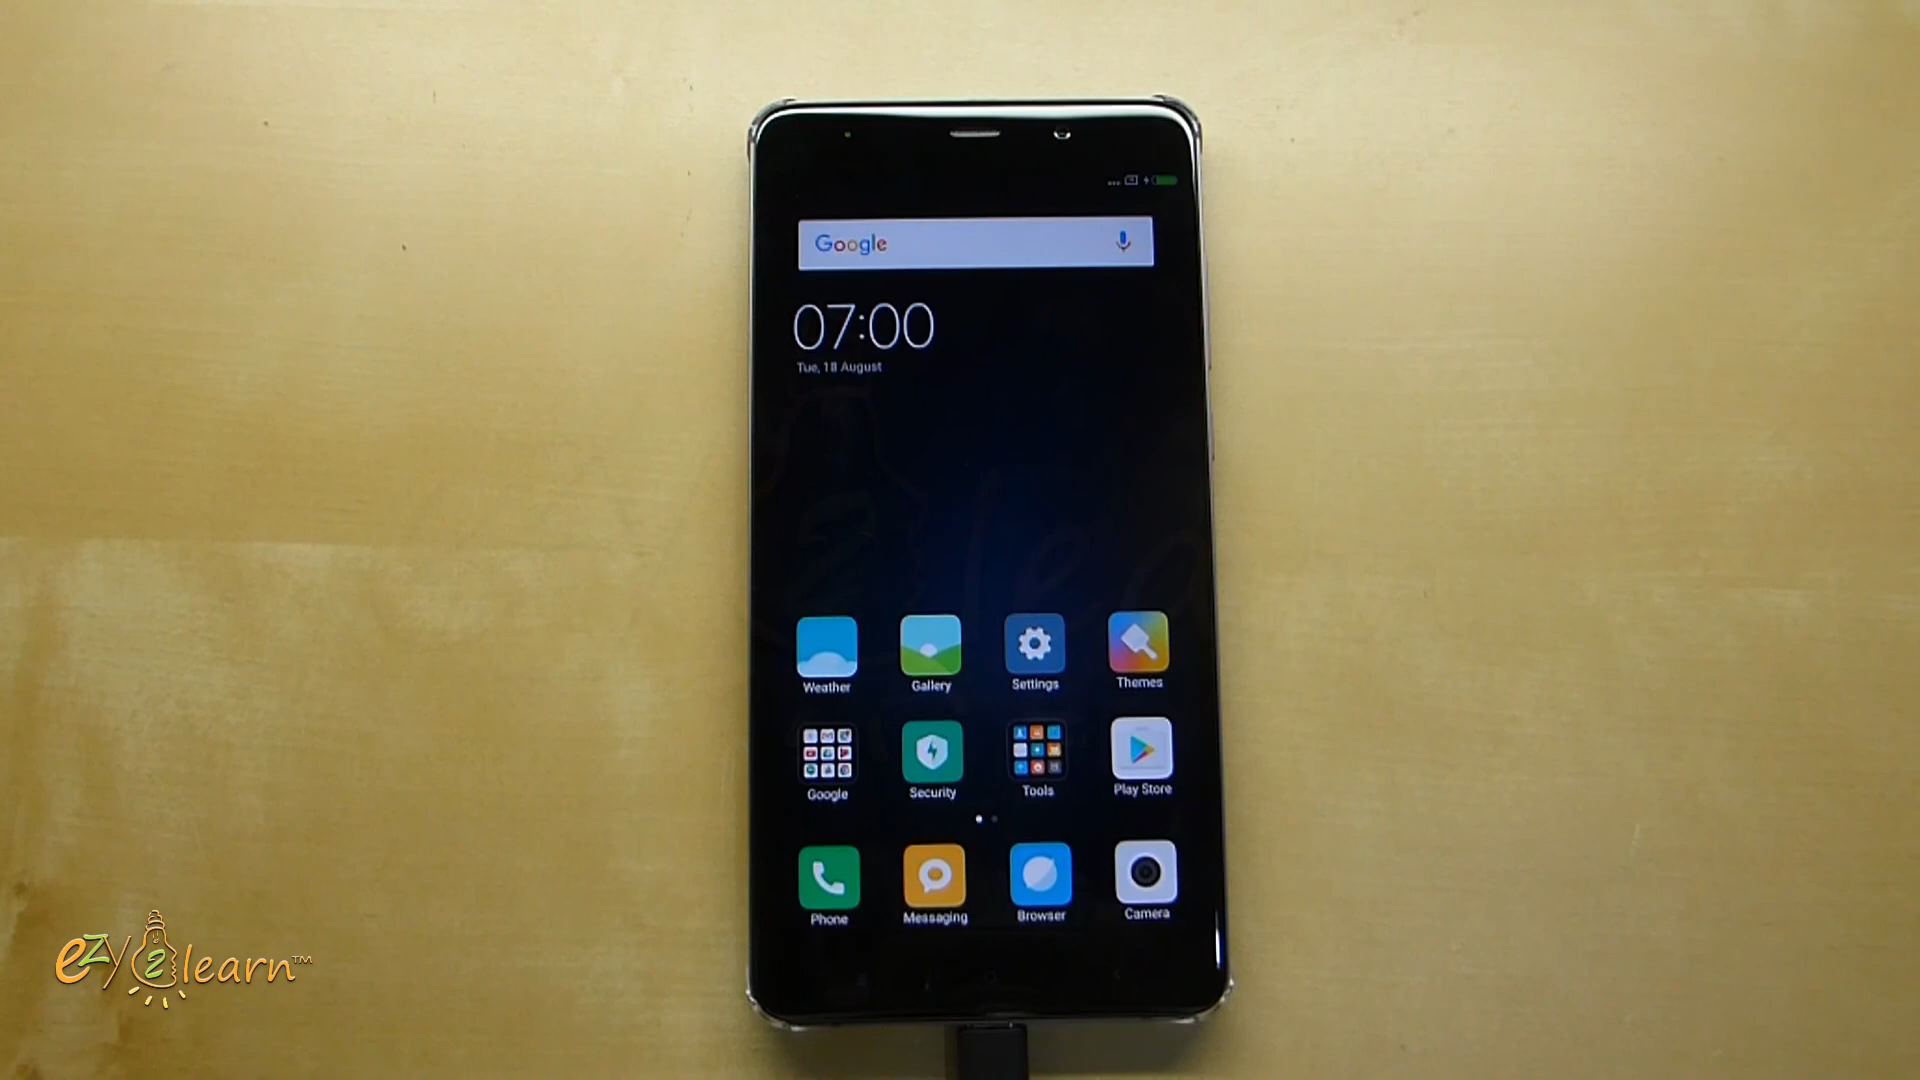 Google
07:00
Tue, 18 August
Weather Gallery Settings Themes
Google Security Tools Play Store
Phone Messaging Browser Camera
ezy2learn™